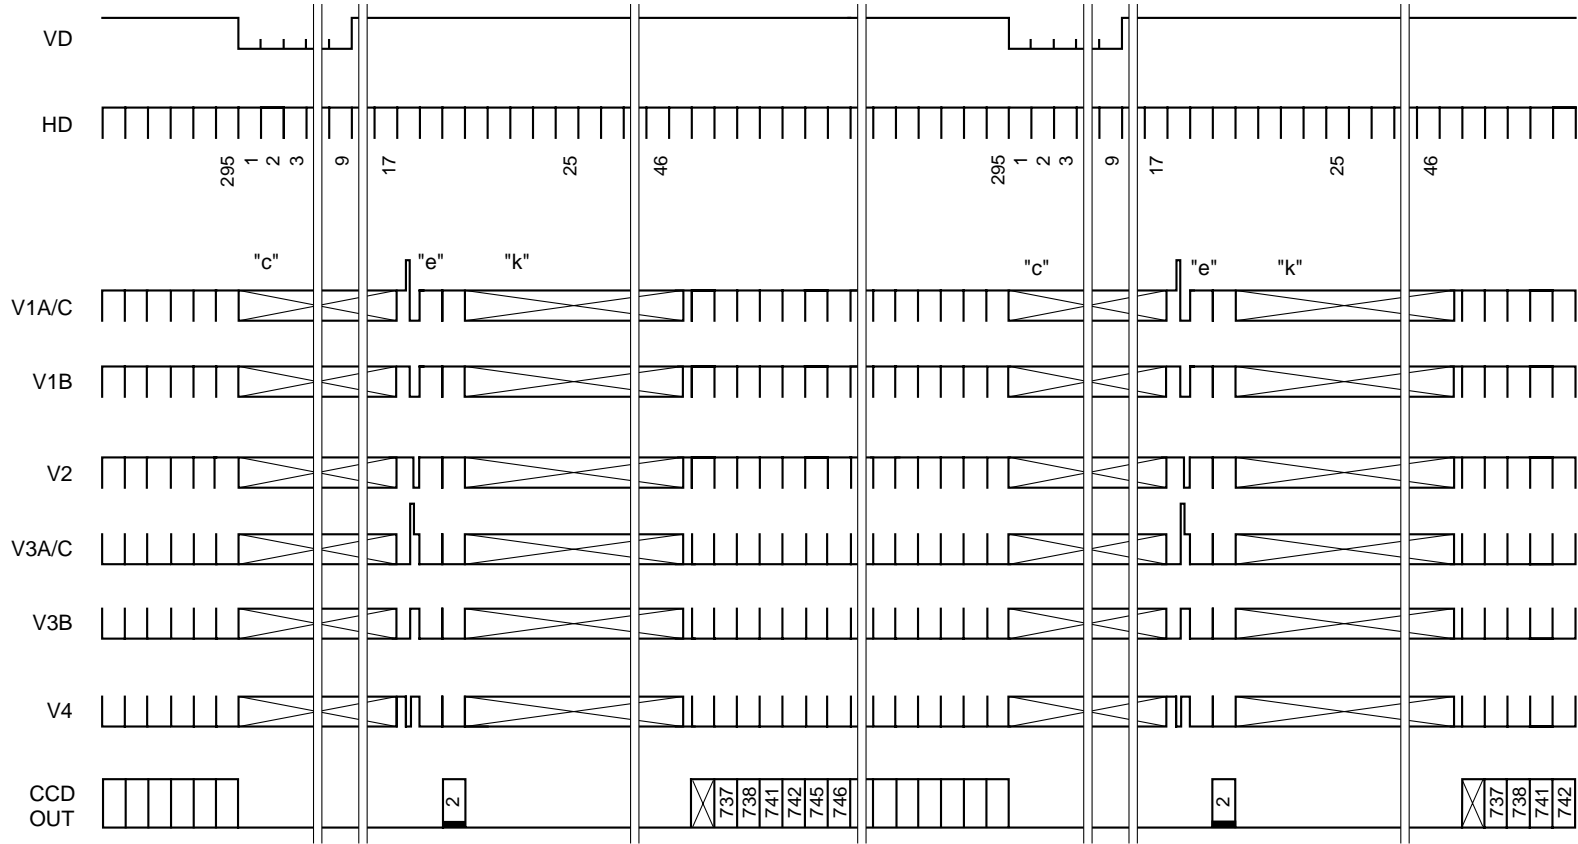 VD
HD
295 1 2 3 9 17 25 46 295 1 2 3 9 17 25 46
"c" "e" "k" "c" "e" "k"
V1A/C
V1B
V2
V3A/C
V3B
V4
CCD
OUT
2 737 738 741 742 745 746 2 737 738 741 742